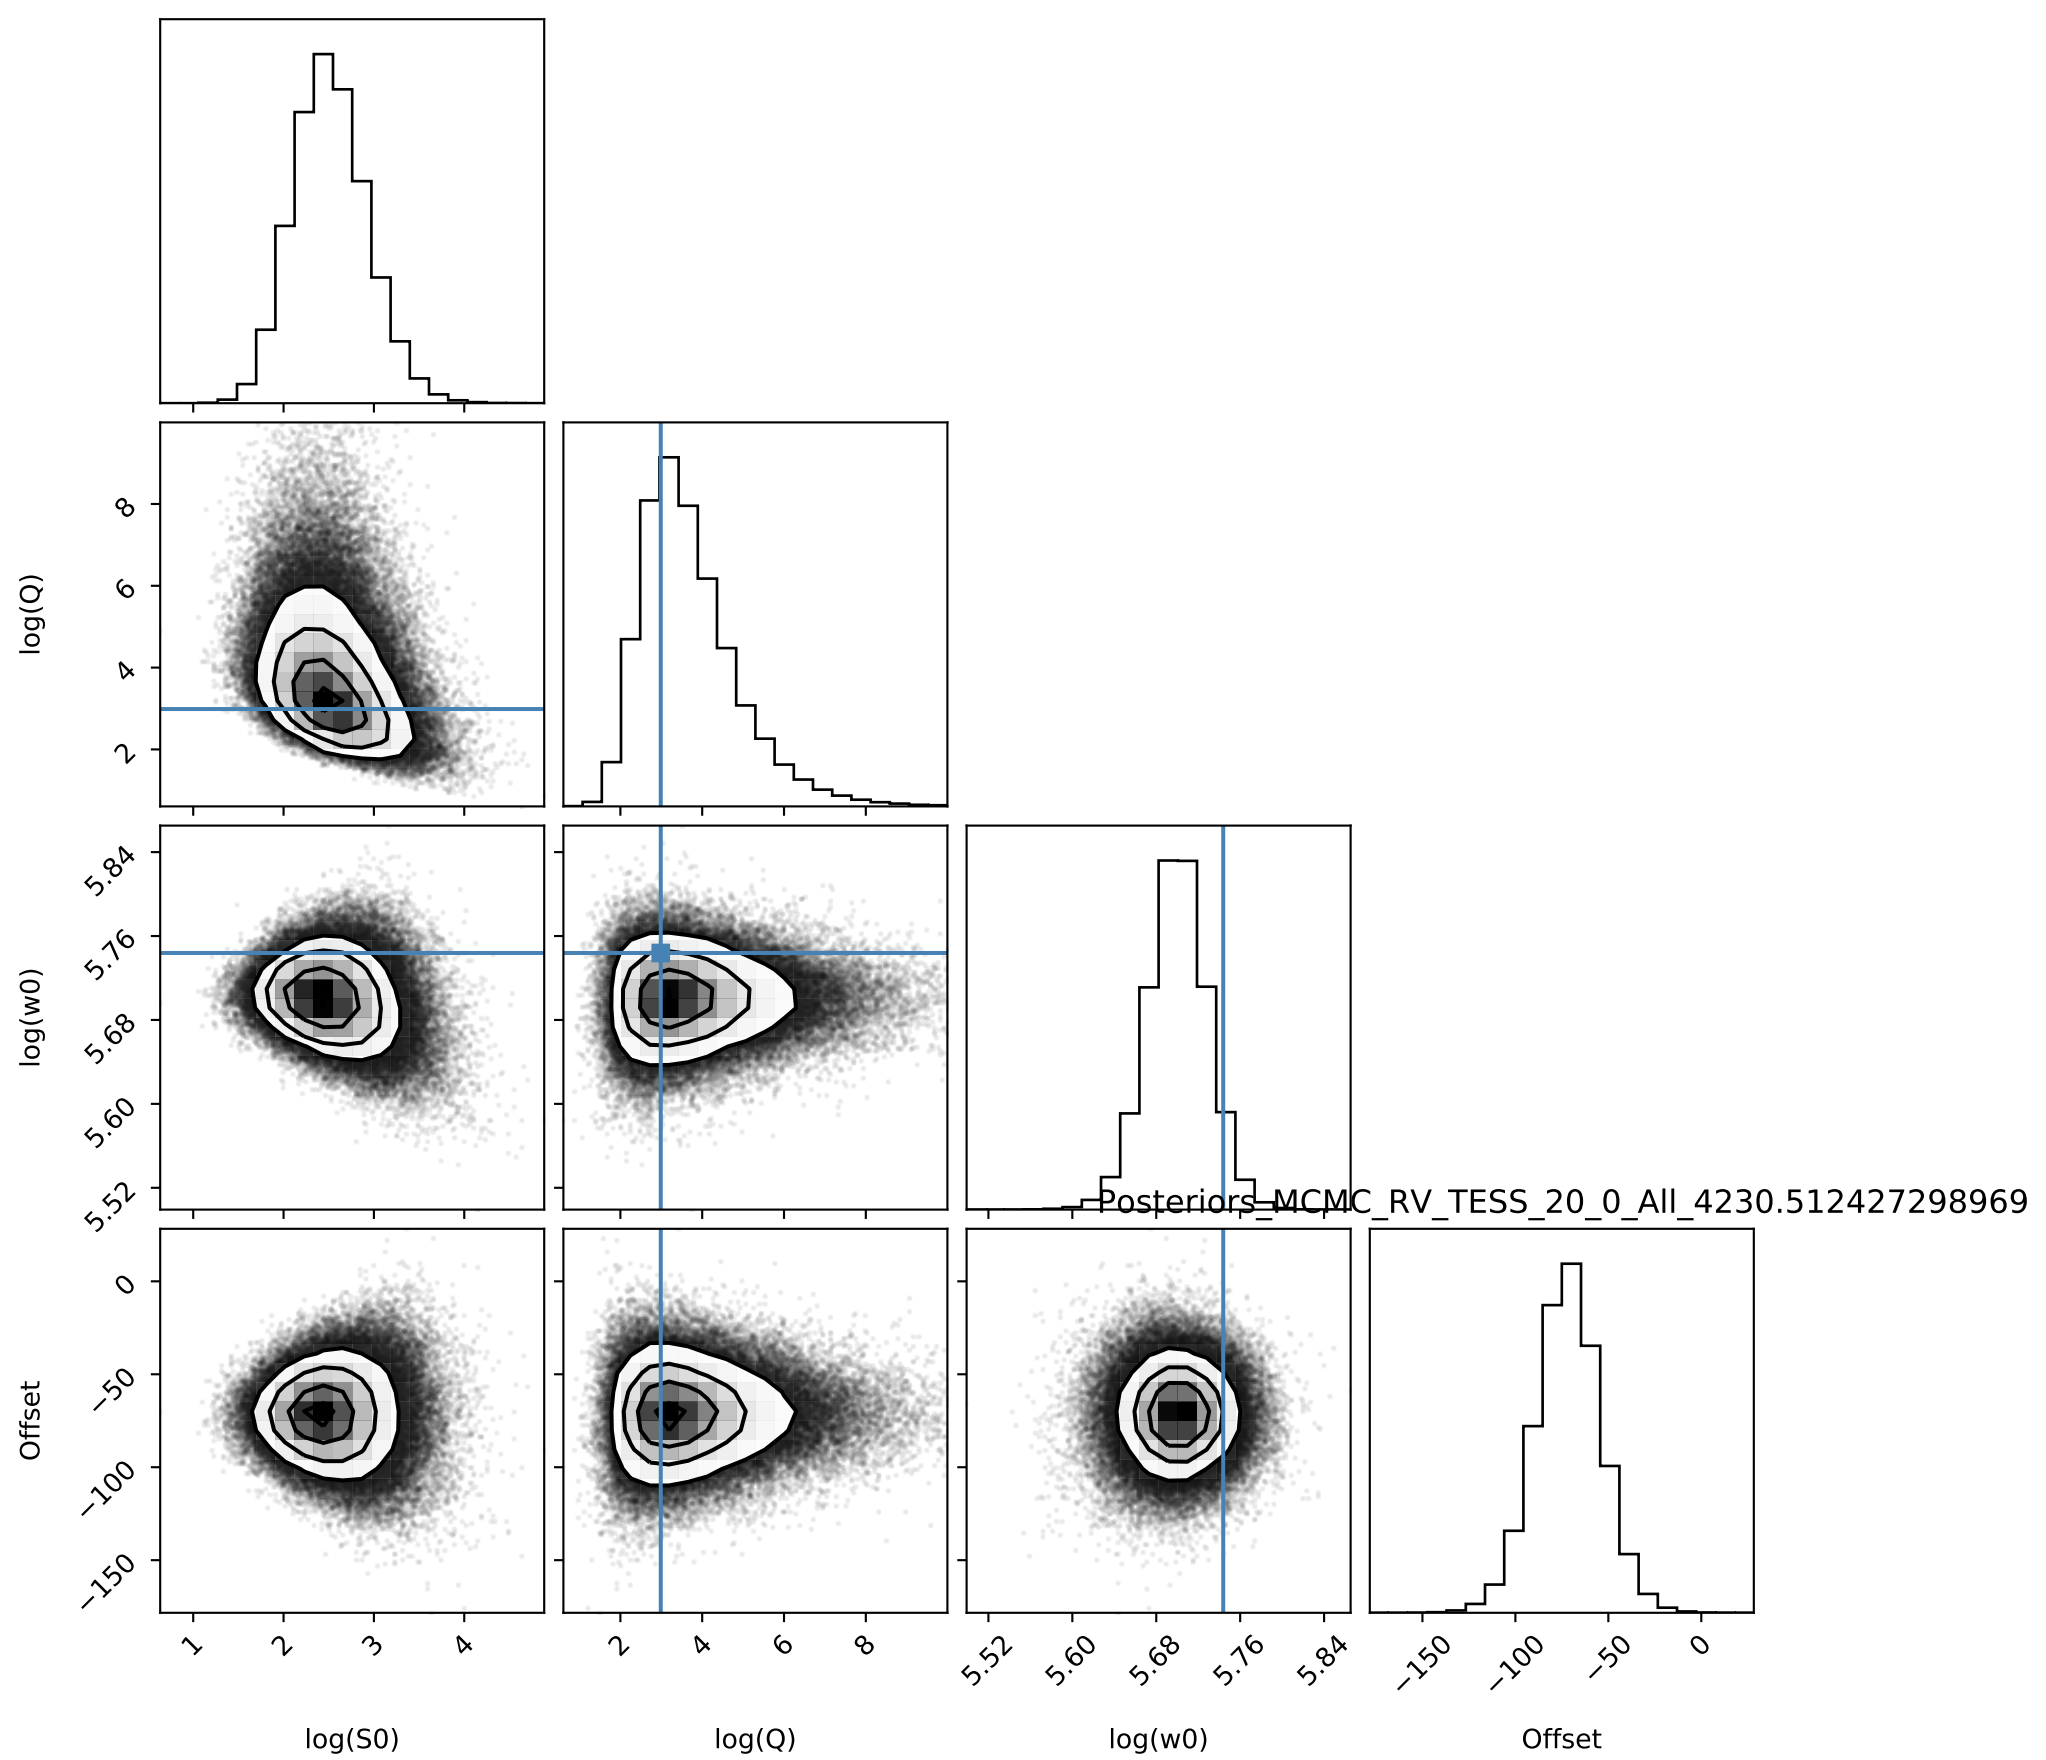 8
6
4
2
log(Q)
5.84
5.76
5.68
5.60
5.52
log(w0)
Posteriors_MCMC_RV_TESS_20_0_All_4230.512427298969
0
−50
−100
−150
Offset
1 2 3 4
2 4 6 8
5.52 5.60 5.68 5.76 5.84
−150 −100 −50 0
log(S0) log(Q) log(w0) Offset